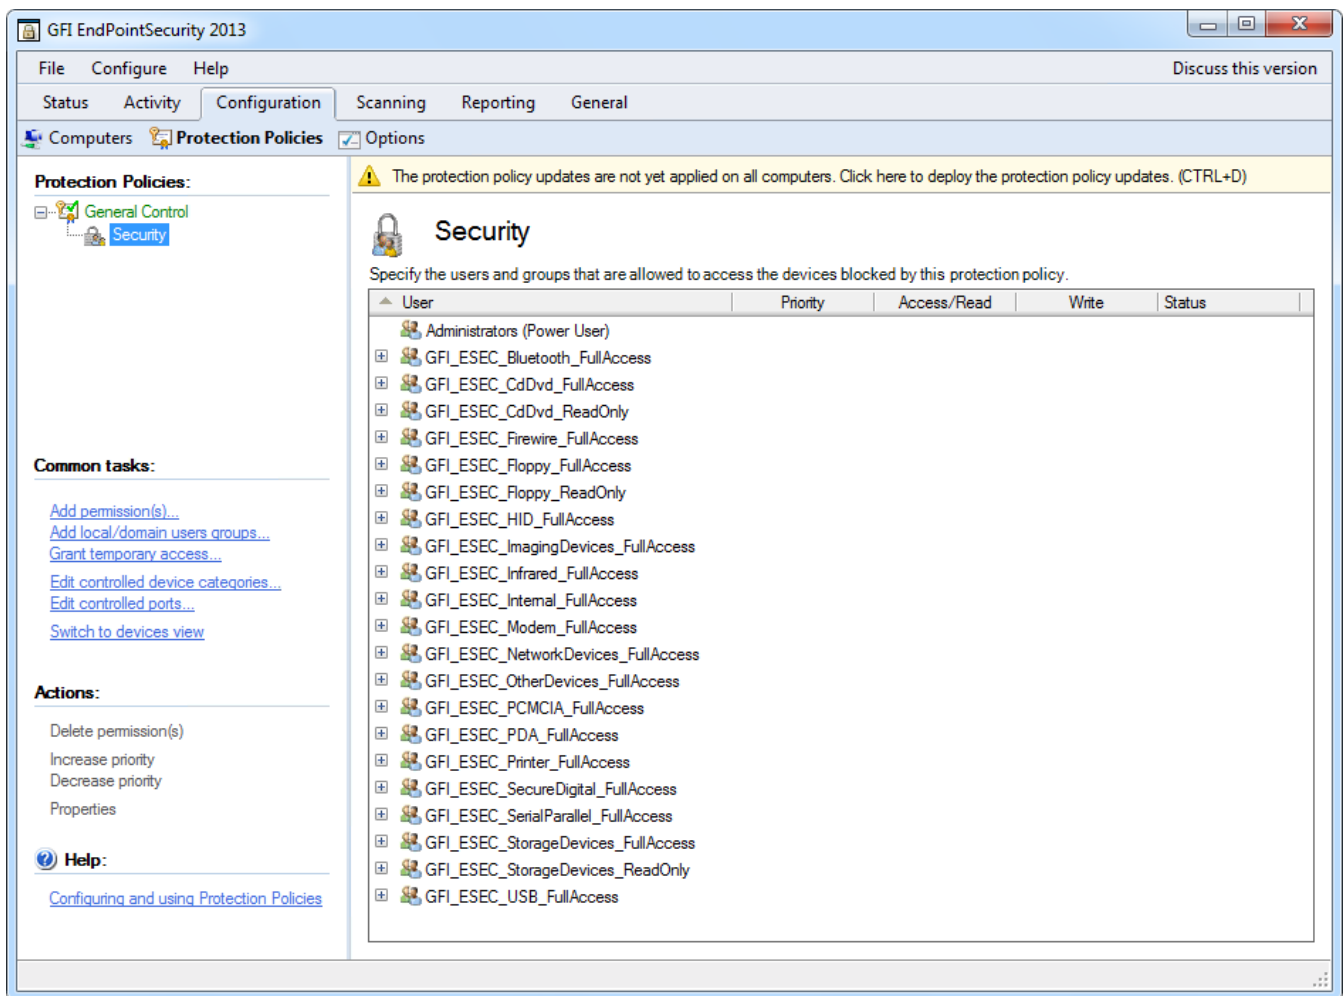 GFI EndPointSecurity 2013
File Configure Help Discuss this version
Status Activity Configuration Scanning Reporting General
Computers Protection Policies Options
Protection Policies:
General Control
Security
Common tasks:
Add permission(s)...
Add local/domain users groups...
Grant temporary access...
Edit controlled device categories...
Edit controlled ports...
Switch to devices view
Actions:
Delete permission(s)
Increase priority
Decrease priority
Properties
Help:
Configuring and using Protection Policies
The protection policy updates are not yet applied on all computers. Click here to deploy the protection policy updates. (CTRL+D)
Security
Specify the users and groups that are allowed to access the devices blocked by this protection policy.
User Priority Access/Read Write Status
Administrators (Power User)
GFI_ESEC_Bluetooth_FullAccess
GFI_ESEC_CdDvd_FullAccess
GFI_ESEC_CdDvd_ReadOnly
GFI_ESEC_Firewire_FullAccess
GFI_ESEC_Floppy_FullAccess
GFI_ESEC_Floppy_ReadOnly
GFI_ESEC_HID_FullAccess
GFI_ESEC_ImagingDevices_FullAccess
GFI_ESEC_Infrared_FullAccess
GFI_ESEC_Internal_FullAccess
GFI_ESEC_Modem_FullAccess
GFI_ESEC_NetworkDevices_FullAccess
GFI_ESEC_OtherDevices_FullAccess
GFI_ESEC_PCMCIA_FullAccess
GFI_ESEC_PDA_FullAccess
GFI_ESEC_Printer_FullAccess
GFI_ESEC_SecureDigital_FullAccess
GFI_ESEC_SerialParallel_FullAccess
GFI_ESEC_StorageDevices_FullAccess
GFI_ESEC_StorageDevices_ReadOnly
GFI_ESEC_USB_FullAccess